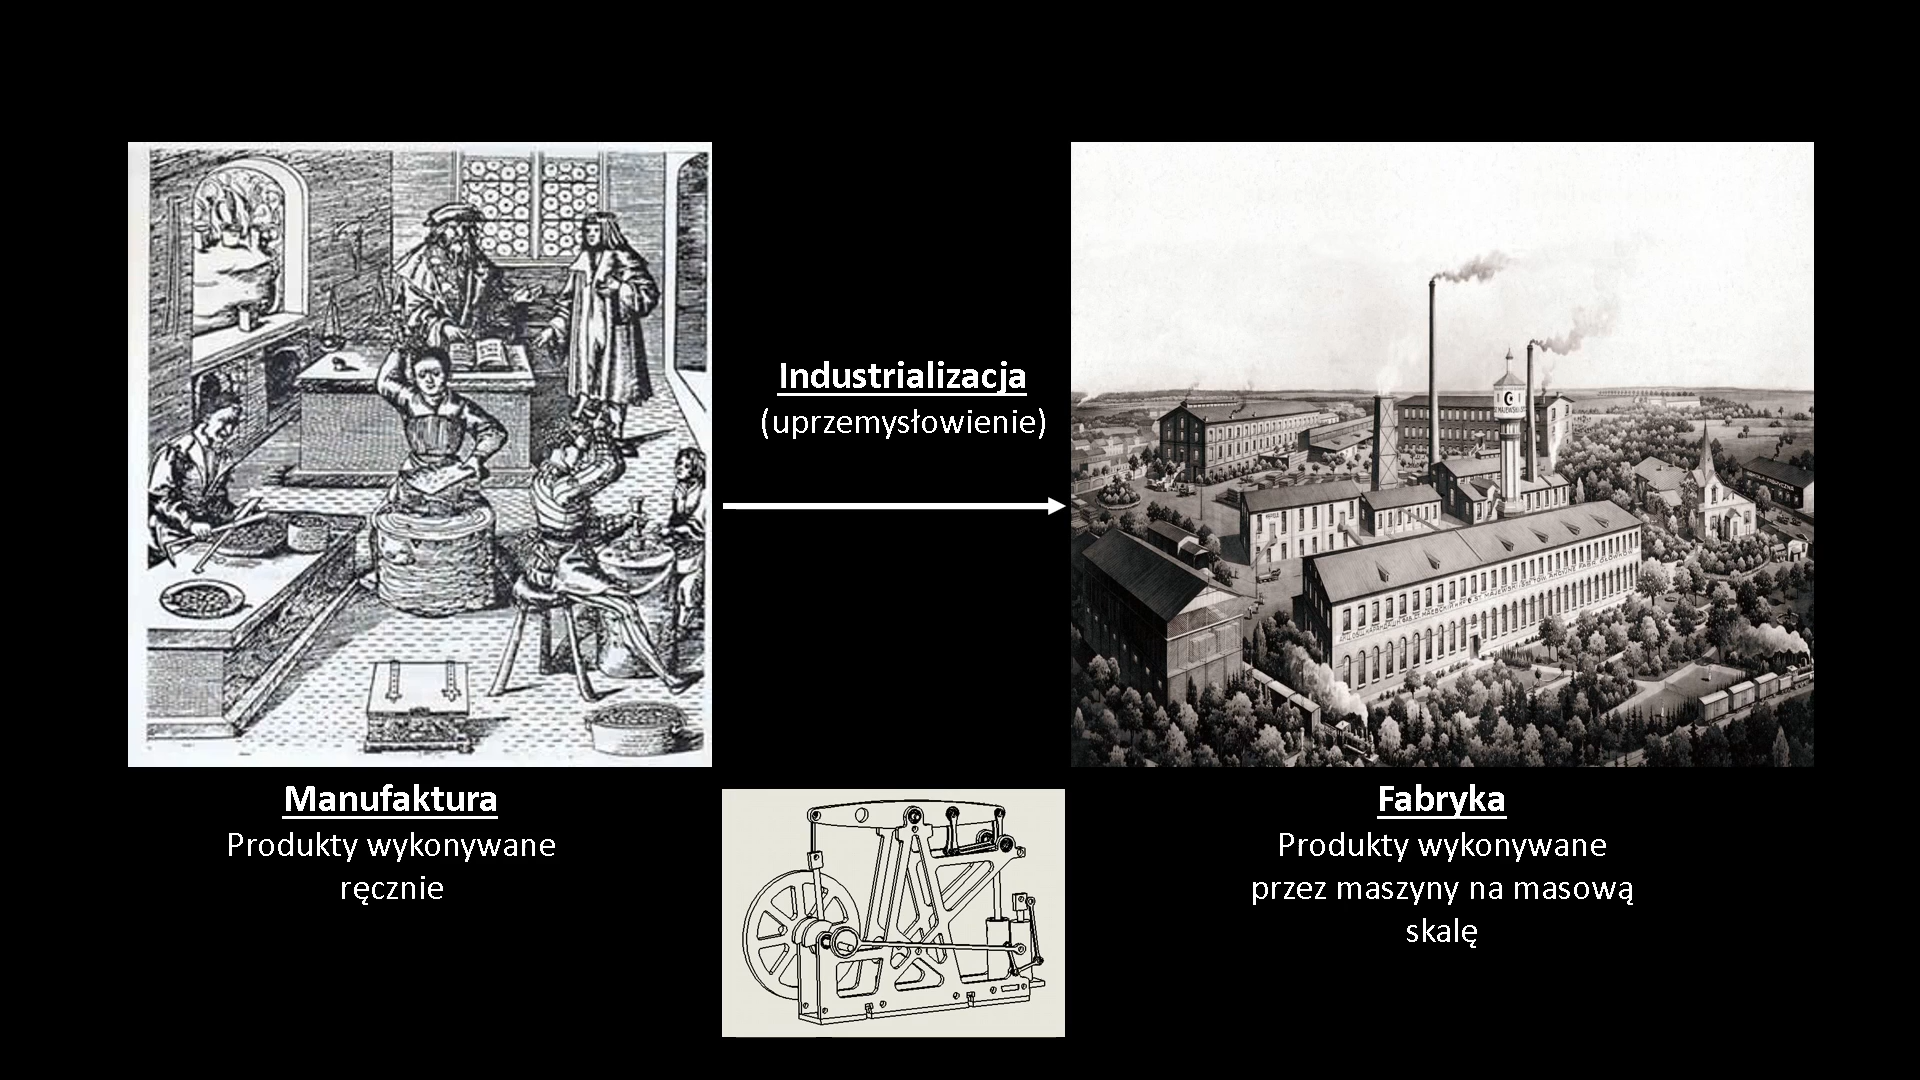 Industrializacja
(uprzemysłowienie)
Manufaktura
Produkty wykonywane
ręcznie
Fabryka
Produkty wykonywane
przez maszyny na masową
skalę